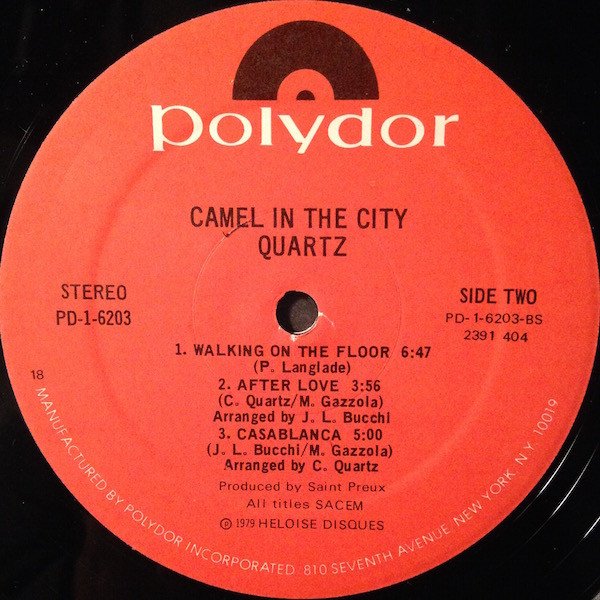 polydor
CAMEL IN THE CITY
QUARTZ
STEREO
PD-1-6203
SIDE TWO
PD-1-6203-BS
2391 404
1. WALKING ON THE FLOOR 6:47
(P. Langlade)
2. AFTER LOVE 3:56
(C. Quartz/M. Gazzola)
Arranged by J. L. Bucchi
3. CASABLANCA 5:00
(J. L. Bucchi/M. Gazzola)
Arranged by C. Quartz
Produced by Saint Preux
All titles SACEM
℗ 1979 HELOISE DISQUES
18
MANUFACTURED BY POLYDOR INCORPORATED. 810 SEVENTH AVENUE, NEW YORK, N.Y. 10019